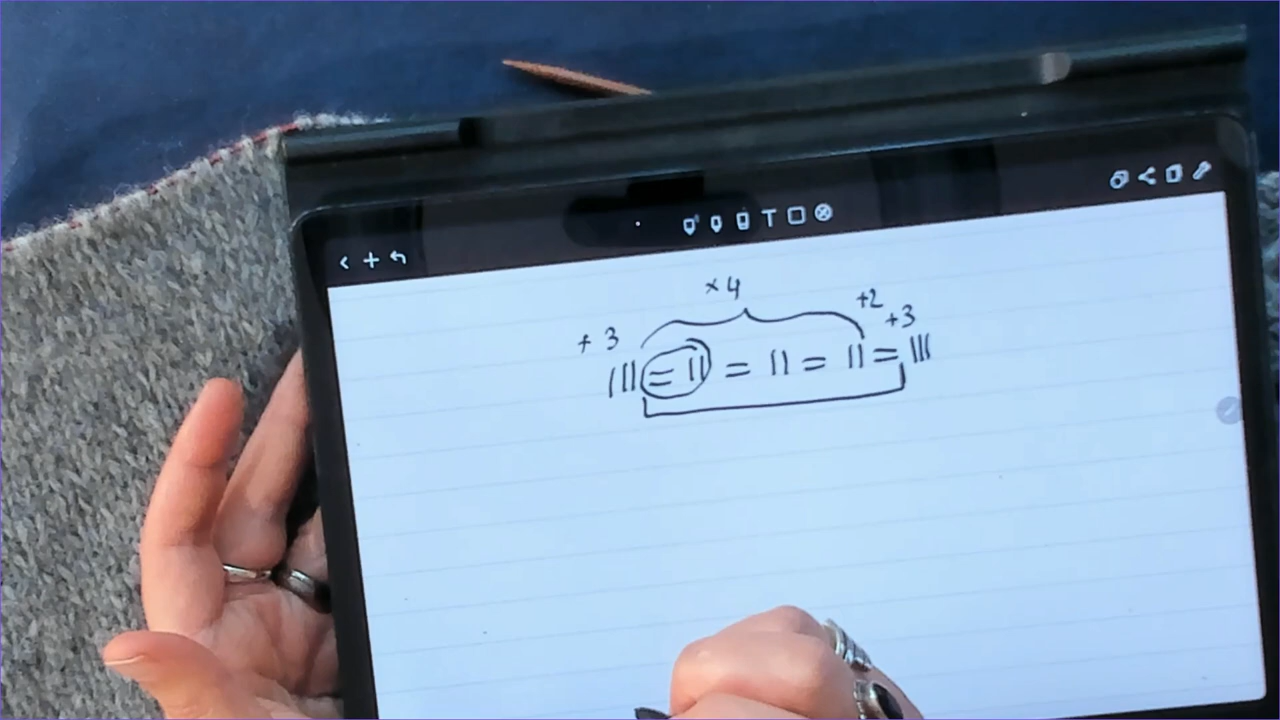 × 4
+2
+ 3 +3
||| = || = || = || = |||
T